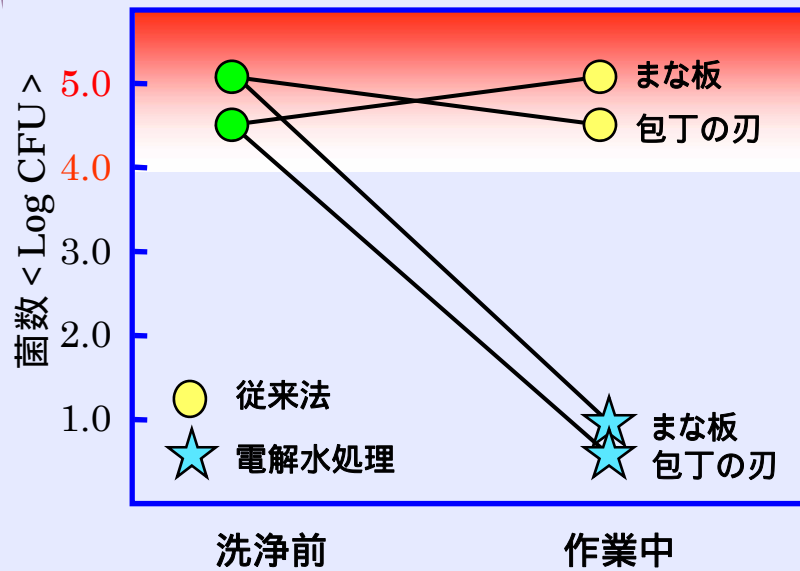 菌数 < Log CFU >
5.0
4.0
3.0
2.0
1.0
まな板
包丁の刃
従来法
電解水処理
まな板
包丁の刃
洗浄前
作業中